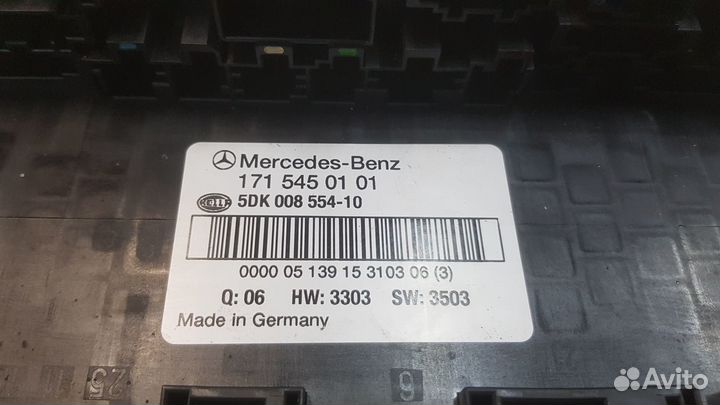 Mercedes-Benz
171 545 01 01
5DK 008 554-10
0000 05 139 15 3103 06 (3)
Q: 06 HW: 3303 SW: 3503
Made in Germany
25
6
Avito